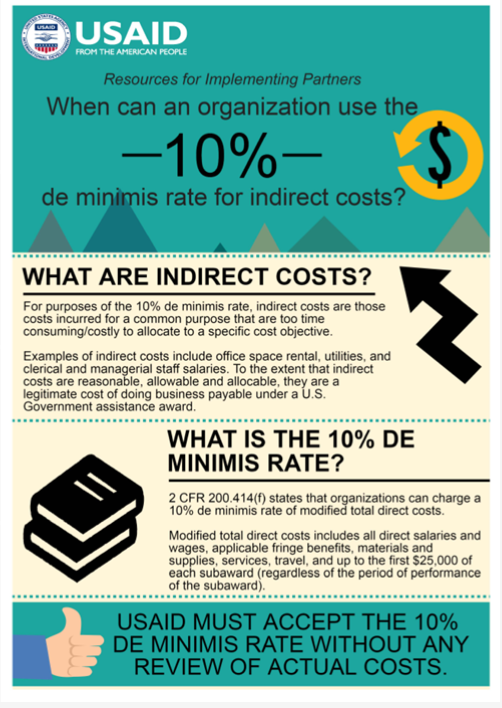 USAID
FROM THE AMERICAN PEOPLE
Resources for Implementing Partners
When can an organization use the
—10%—
de minimis rate for indirect costs?
$
WHAT ARE INDIRECT COSTS?
For purposes of the 10% de minimis rate, indirect costs are those
costs incurred for a common purpose that are too time
consuming/costly to allocate to a specific cost objective.
Examples of indirect costs include office space rental, utilities, and
clerical and managerial staff salaries. To the extent that indirect
costs are reasonable, allowable and allocable, they are a
legitimate cost of doing business payable under a U.S.
Government assistance award.
WHAT IS THE 10% DE
MINIMIS RATE?
2 CFR 200.414(f) states that organizations can charge a
10% de minimis rate of modified total direct costs.
Modified total direct costs includes all direct salaries and
wages, applicable fringe benefits, materials and
supplies, services, travel, and up to the first $25,000 of
each subaward (regardless of the period of performance
of the subaward).
USAID MUST ACCEPT THE 10%
DE MINIMIS RATE WITHOUT ANY
REVIEW OF ACTUAL COSTS.